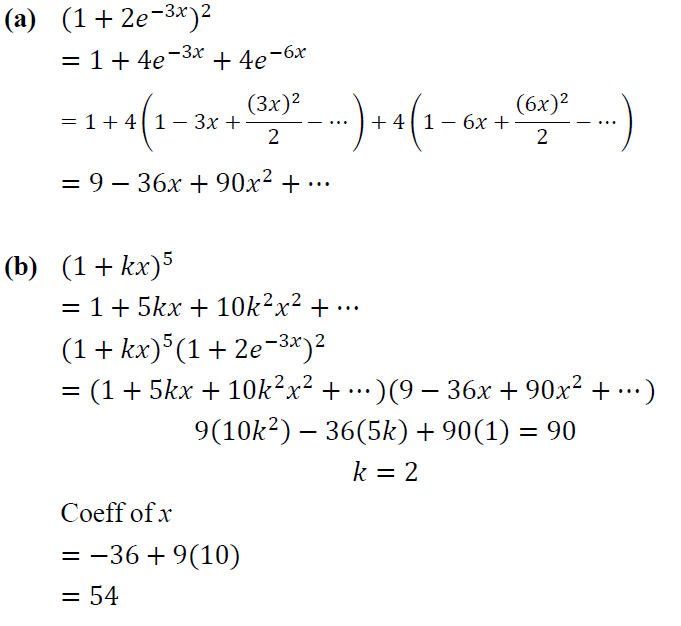 (a) (1 + 2e⁻³ˣ)²
= 1 + 4e⁻³ˣ + 4e⁻⁶ˣ
= 1 + 4(1 − 3x + (3x)²/2 − ⋯) + 4(1 − 6x + (6x)²/2 − ⋯)
= 9 − 36x + 90x² + ⋯
(b) (1 + kx)⁵
= 1 + 5kx + 10k²x² + ⋯
(1 + kx)⁵(1 + 2e⁻³ˣ)²
= (1 + 5kx + 10k²x² + ⋯)(9 − 36x + 90x² + ⋯)
9(10k²) − 36(5k) + 90(1) = 90
k = 2
Coeff of x
= −36 + 9(10)
= 54